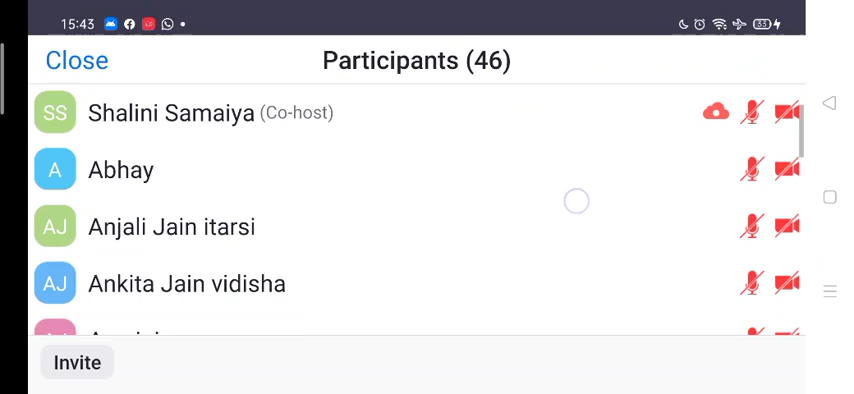 15:43 33
Close Participants (46)
SS Shalini Samaiya (Co-host)
A Abhay
AJ Anjali Jain itarsi
AJ Ankita Jain vidisha
Invite